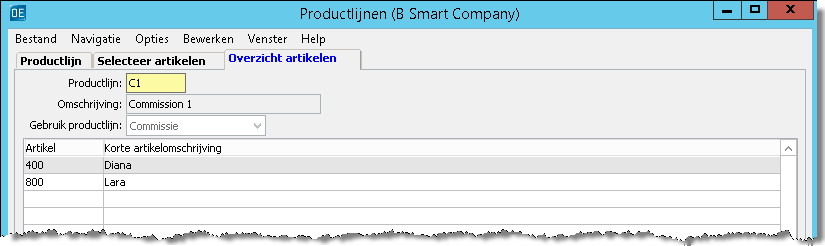 OE Productlijnen (B Smart Company)
Bestand Navigatie Opties Bewerken Venster Help
Productlijn Selecteer artikelen Overzicht artikelen
Productlijn: C1
Omschrijving: Commission 1
Gebruik productlijn: Commissie
Artikel Korte artikelomschrijving
400 Diana
800 Lara